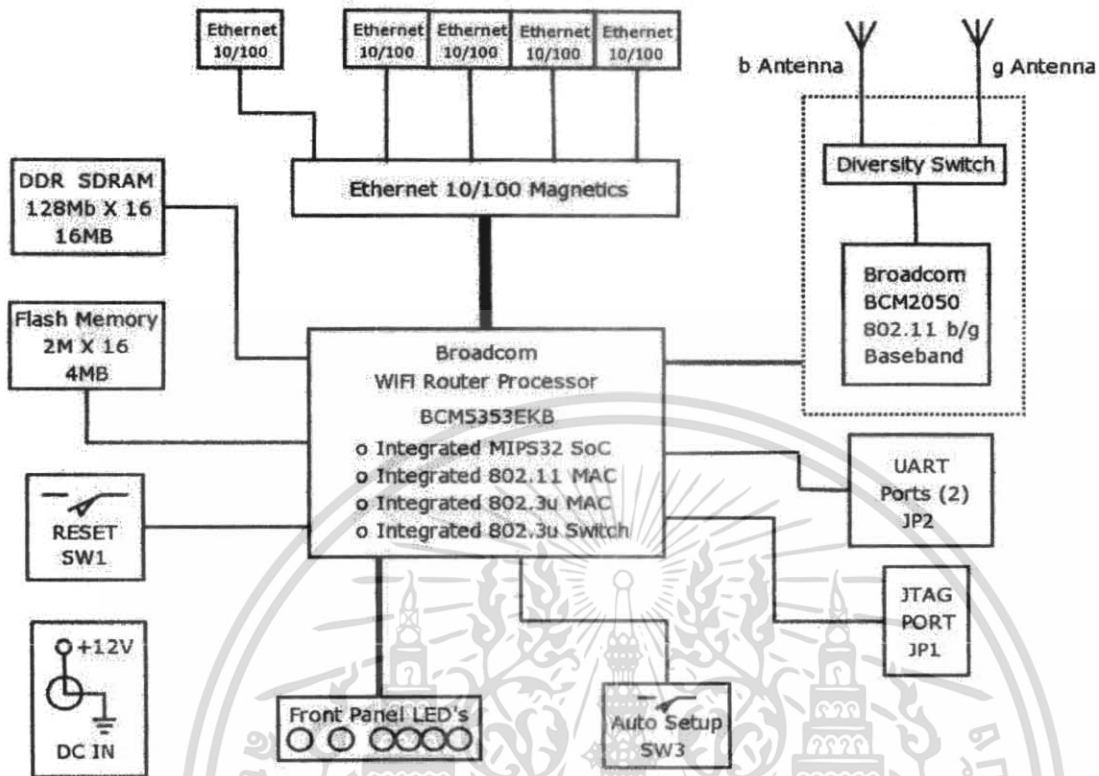 Ethernet
10/100
Ethernet
10/100
Ethernet
10/100
Ethernet
10/100
Ethernet
10/100
b Antenna
g Antenna
Diversity Switch
DDR SDRAM
128Mb X 16
16MB
Ethernet 10/100 Magnetics
Broadcom
BCM2050
802.11 b/g
Baseband
Flash Memory
2M X 16
4MB
Broadcom
WIFI Router Processor
BCM5353EKB
o Integrated MIPS32 SoC
o Integrated 802.11 MAC
o Integrated 802.3u MAC
o Integrated 802.3u Switch
UART
Ports (2)
JP2
RESET
SW1
JTAG
PORT
JP1
+12V
DC IN
Front Panel LED's
Auto Setup
SW3